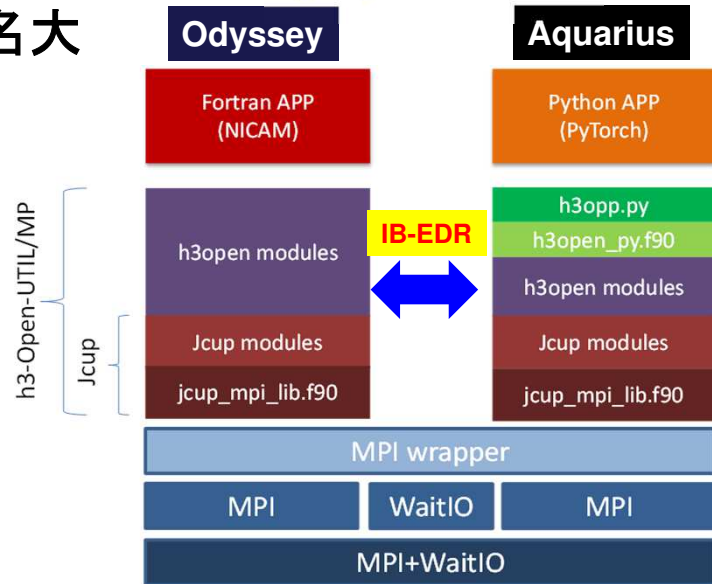 名大
Odyssey
Aquarius
Fortran APP
(NICAM)
Python APP
(PyTorch)
h3-Open-UTIL/MP
Jcup
h3open modules
Jcup modules
jcup_mpi_lib.f90
IB-EDR
h3opp.py
h3open_py.f90
h3open modules
Jcup modules
jcup_mpi_lib.f90
MPI wrapper
MPI
WaitIO
MPI
MPI+WaitIO